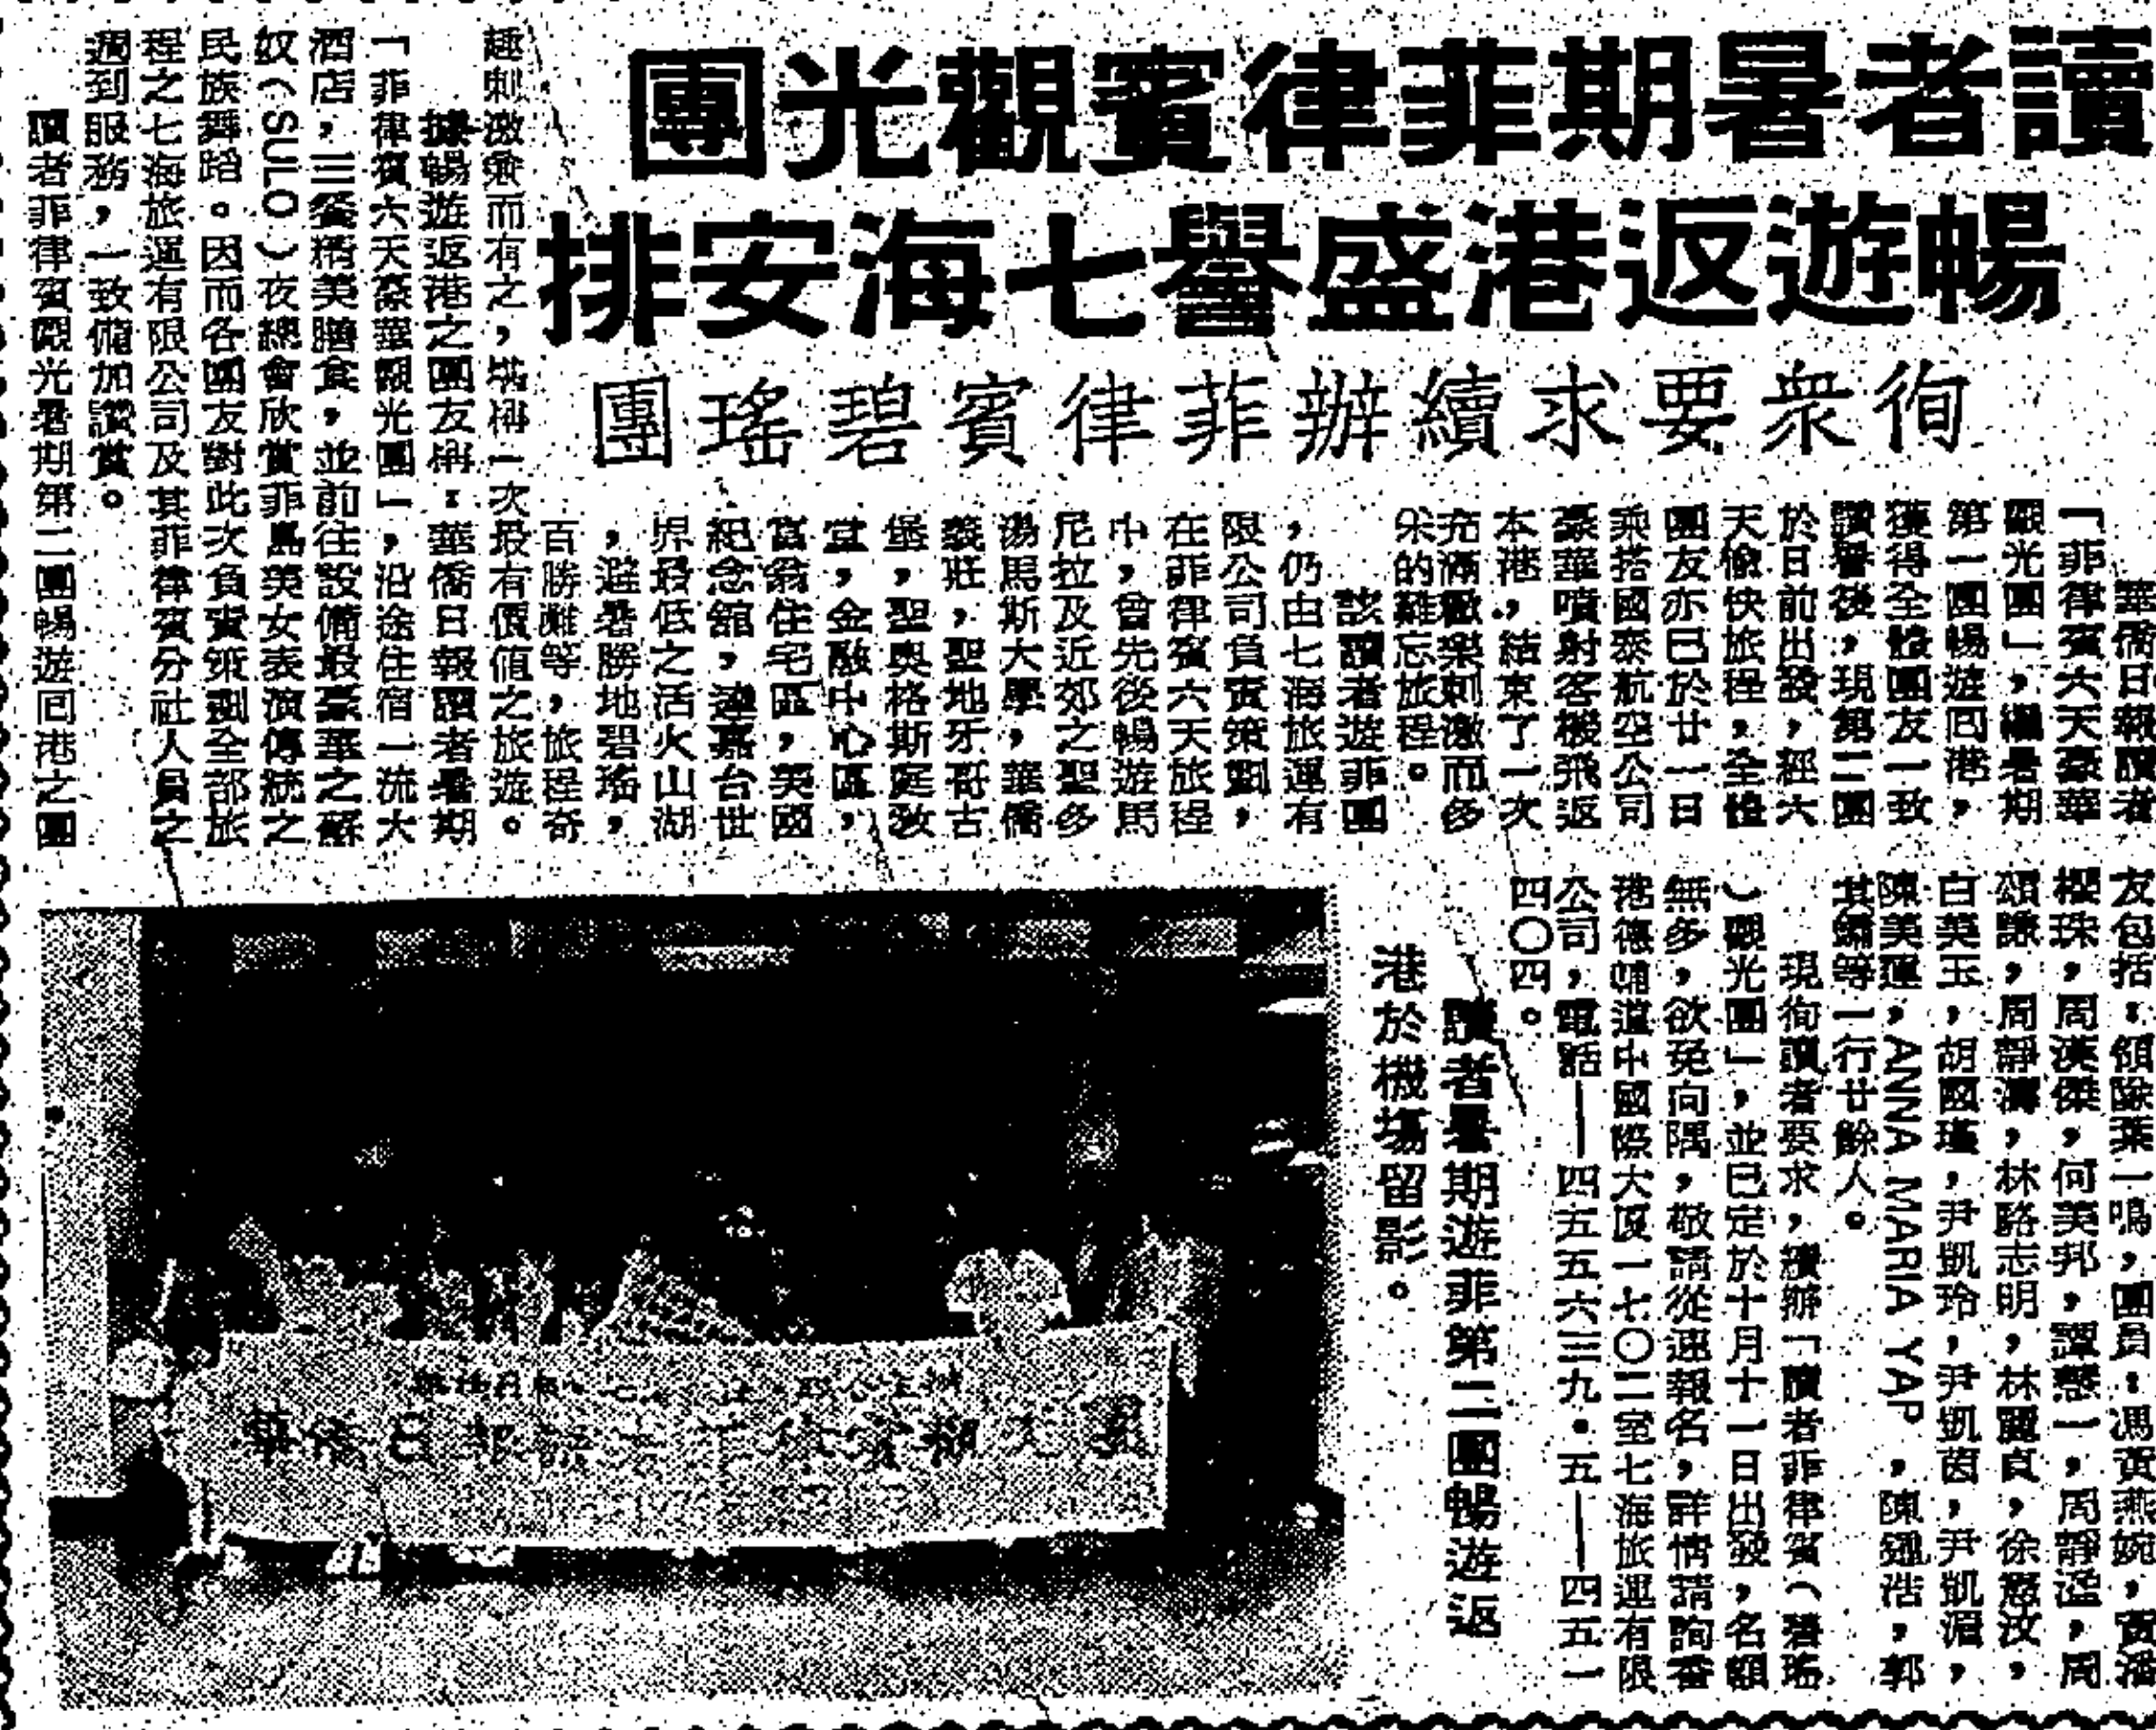 讀者暑期菲律賓觀光團
暢遊返港盛譽七海安排
徇衆要求續辦菲律賓碧瑤團
華僑日報讀者
「菲律賓六天豪華
觀光團」，繼暑期
第一團暢遊回港，
獲得全體團友一致
讚譽後，現第二團
於日前出發，經六
天愉快旅程，全體
團友亦已於廿一日
乘搭國泰航空公司
豪華噴射客機飛返
本港，結束了一次
充滿歡樂刺激而多
采的難忘旅程。
該讀者遊菲團
，仍由七海旅運有
限公司負責策劃，
在菲律賓六天旅程
中，曾先後暢遊馬
尼拉及近郊之聖多
湯馬斯大學，華僑
義莊，聖地牙哥古
堡，聖奧格斯庭教
堂，金融中心區，
富翁住宅區，美國
紀念舘，達嘉台世
界最低之活火山湖
，避暑勝地碧瑤，
百勝灘等，旅程奇
趣刺激兼而有之，堪稱一次最有價值之旅遊。
據暢遊返港之團友稱：華僑日報讀者暑期
「菲律賓六天豪華觀光團」，沿途住宿一流大
酒店，三餐精美膳食，並前往設備最豪華之蘇
奴（SULO）夜總會欣賞菲島美女表演傳統之
民族舞蹈。因而各團友對此次負責策劃全部旅
程之七海旅運有限公司及其菲律賓分社人員之
週到服務，一致備加讚賞。
讀者菲律賓觀光暑期第二團暢遊回港之團
友包括：領隊葉一鳴，團員：馮黃燕婉，黃潘
櫻珠，周漢傑，何美邦，譚慧一，周靜溫，周
頌謙，周靜濤，林駱志明，林麗貞，徐慰汶，
白英玉，胡國瑾，尹凱玲，尹凱茵，尹凱湄，
陳美蓮，ANNA MARIA YAP，陳浩，郭
其鏽等一行廿餘人。
現徇讀者要求，續辦「讀者菲律賓（碧瑤
）觀光團」，並已定於十月十一日出發，名額
無多，欲免向隅，敬請從速報名，詳情請詢香
港德輔道中國際大廈一七〇二室七海旅運有限
公司，電話——四五五六三九・五——四五一
四〇四。
讀者暑期遊菲第二團暢遊返
港於機塲留影。
華僑日報讀者菲律賓觀光團